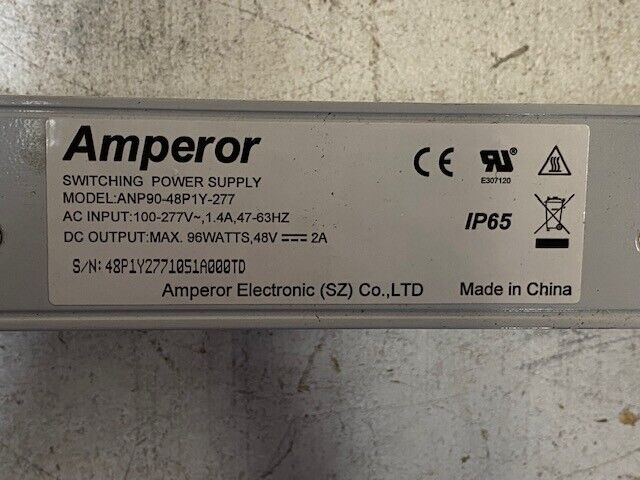 Amperor
SWITCHING POWER SUPPLY
MODEL:ANP90-48P1Y-277
AC INPUT:100-277V~,1.4A,47-63HZ
DC OUTPUT:MAX. 96WATTS,48V⎓2A
S/N:48P1Y2771051A000TD
Amperor Electronic (SZ) Co.,LTD
CE
RU®
E307120
IP65
Made in China